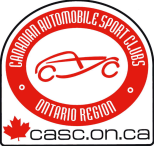 CANADIAN AUTOMOBILE SPORT CLUBS
ONTARIO REGION
casc.on.ca